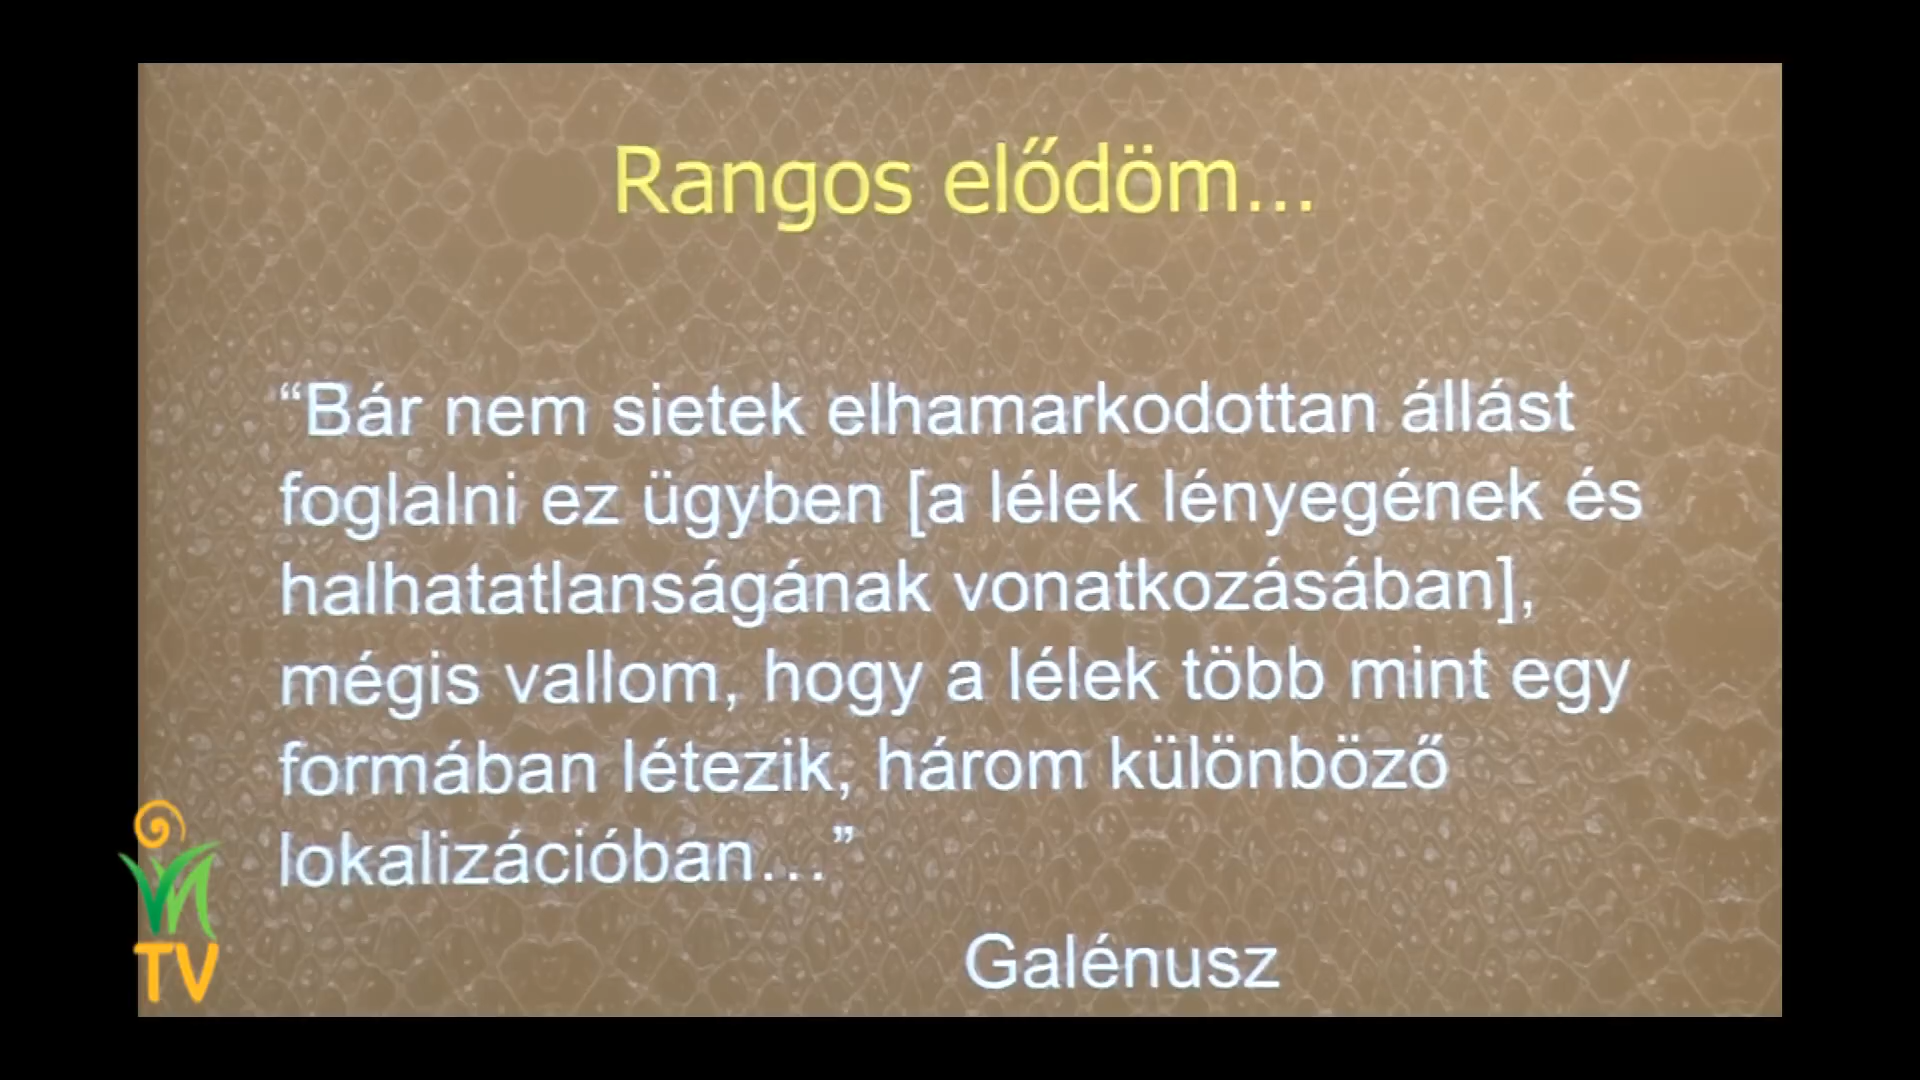 Rangos elődöm...
“Bár nem sietek elhamarkodottan állást
foglalni ez ügyben [a lélek lényegének és
halhatatlanságának vonatkozásában],
mégis vallom, hogy a lélek több mint egy
formában létezik, három különböző
lokalizációban...”
Galénusz
VM
TV